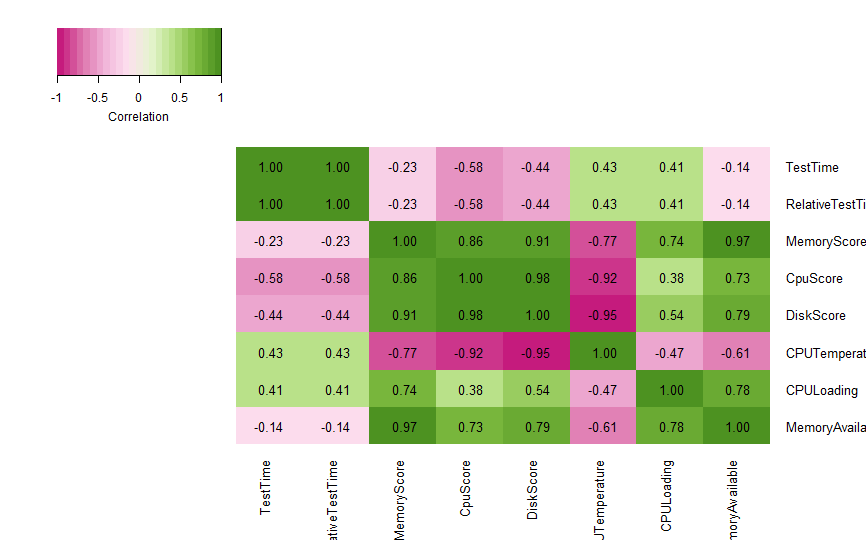 -1 -0.5 0 0.5 1
Correlation
1.00 1.00 -0.23 -0.58 -0.44 0.43 0.41 -0.14 TestTime
1.00 1.00 -0.23 -0.58 -0.44 0.43 0.41 -0.14 RelativeTestTi
-0.23 -0.23 1.00 0.86 0.91 -0.77 0.74 0.97 MemoryScore
-0.58 -0.58 0.86 1.00 0.98 -0.92 0.38 0.73 CpuScore
-0.44 -0.44 0.91 0.98 1.00 -0.95 0.54 0.79 DiskScore
0.43 0.43 -0.77 -0.92 -0.95 1.00 -0.47 -0.61 CPUTemperat
0.41 0.41 0.74 0.38 0.54 -0.47 1.00 0.78 CPULoading
-0.14 -0.14 0.97 0.73 0.79 -0.61 0.78 1.00 MemoryAvaila
TestTime
ativeTestTime
MemoryScore
CpuScore
DiskScore
UTemperature
CPULoading
moryAvailable